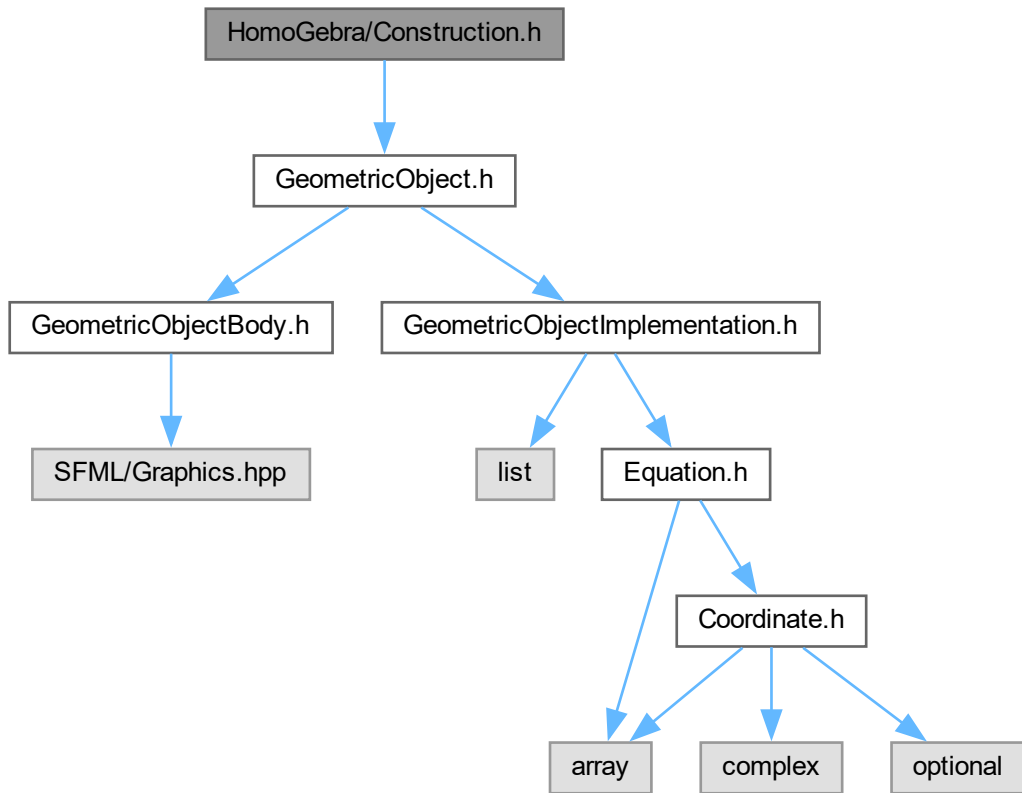 HomoGebra/Construction.h
GeometricObject.h
GeometricObjectBody.h
GeometricObjectImplementation.h
SFML/Graphics.hpp
list
Equation.h
Coordinate.h
array
complex
optional